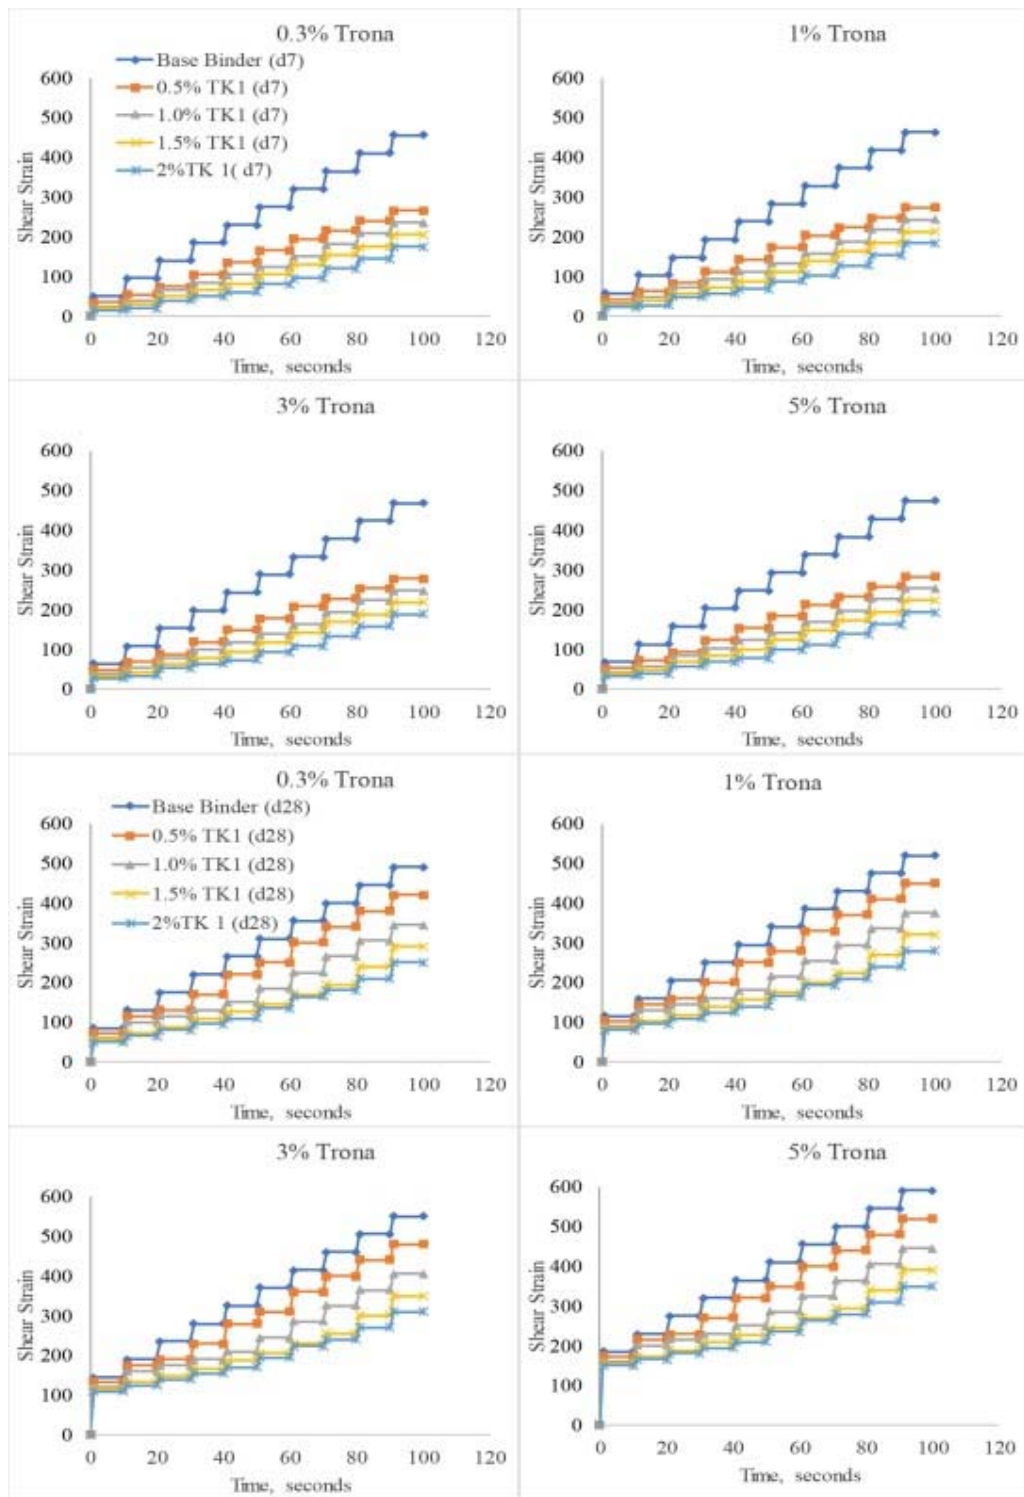 0.3% Trona
Base Binder (d7)
0.5% TK1 (d7)
1.0% TK1 (d7)
1.5% TK1 (d7)
2%TK 1( d7)
600
500
400
300
200
100
0
Shear Strain
0 20 40 60 80 100 120
Time, seconds
1% Trona
600
500
400
300
200
100
0
Shear Strain
0 20 40 60 80 100 120
Time, seconds
3% Trona
600
500
400
300
200
100
0
Shear Strain
0 20 40 60 80 100 120
Time, seconds
5% Trona
600
500
400
300
200
100
0
Shear Strain
0 20 40 60 80 100 120
Time, seconds
0.3% Trona
Base Binder (d28)
0.5% TK1 (d28)
1.0% TK1 (d28)
1.5% TK1 (d28)
2%TK 1 (d28)
600
500
400
300
200
100
0
Shear Strain
0 20 40 60 80 100 120
Time, seconds
1% Trona
600
500
400
300
200
100
0
Shear Strain
0 20 40 60 80 100 120
Time, seconds
3% Trona
600
500
400
300
200
100
0
Shear Strain
0 20 40 60 80 100 120
Time, seconds
5% Trona
600
500
400
300
200
100
0
Shear Strain
0 20 40 60 80 100 120
Time, seconds